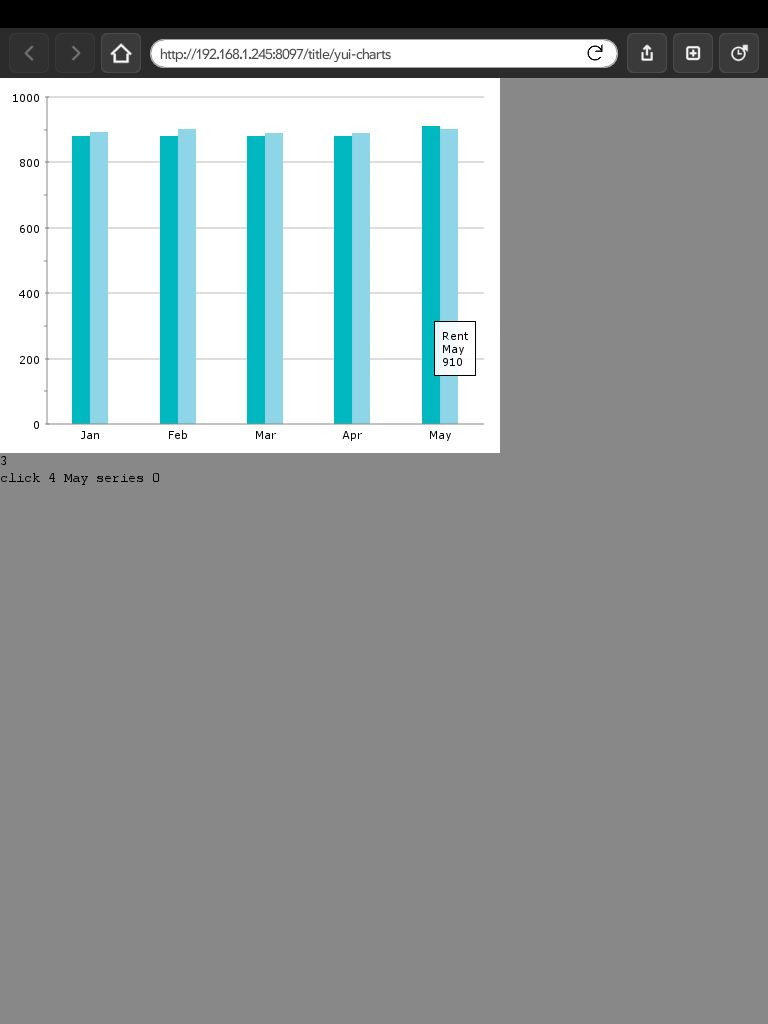 http://192.168.1.245:8097/title/yui-charts
1000
800
600
400
200
0
Rent
May
910
Jan Feb Mar Apr May
3
click 4 May series 0